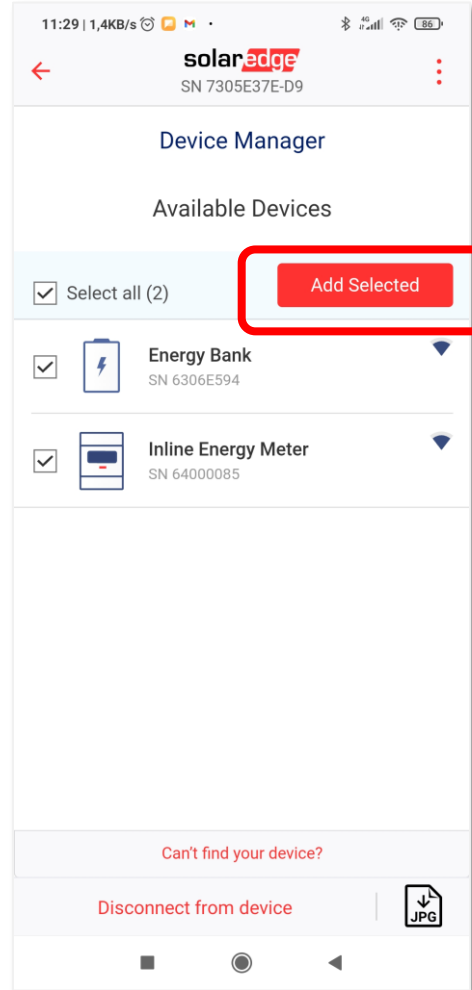 11:29 | 1,4KB/s 4G 86
solaredge
SN 7305E37E-D9
Device Manager
Available Devices
Select all (2) Add Selected
Energy Bank
SN 6306E594
Inline Energy Meter
SN 64000085
Can't find your device?
Disconnect from device JPG